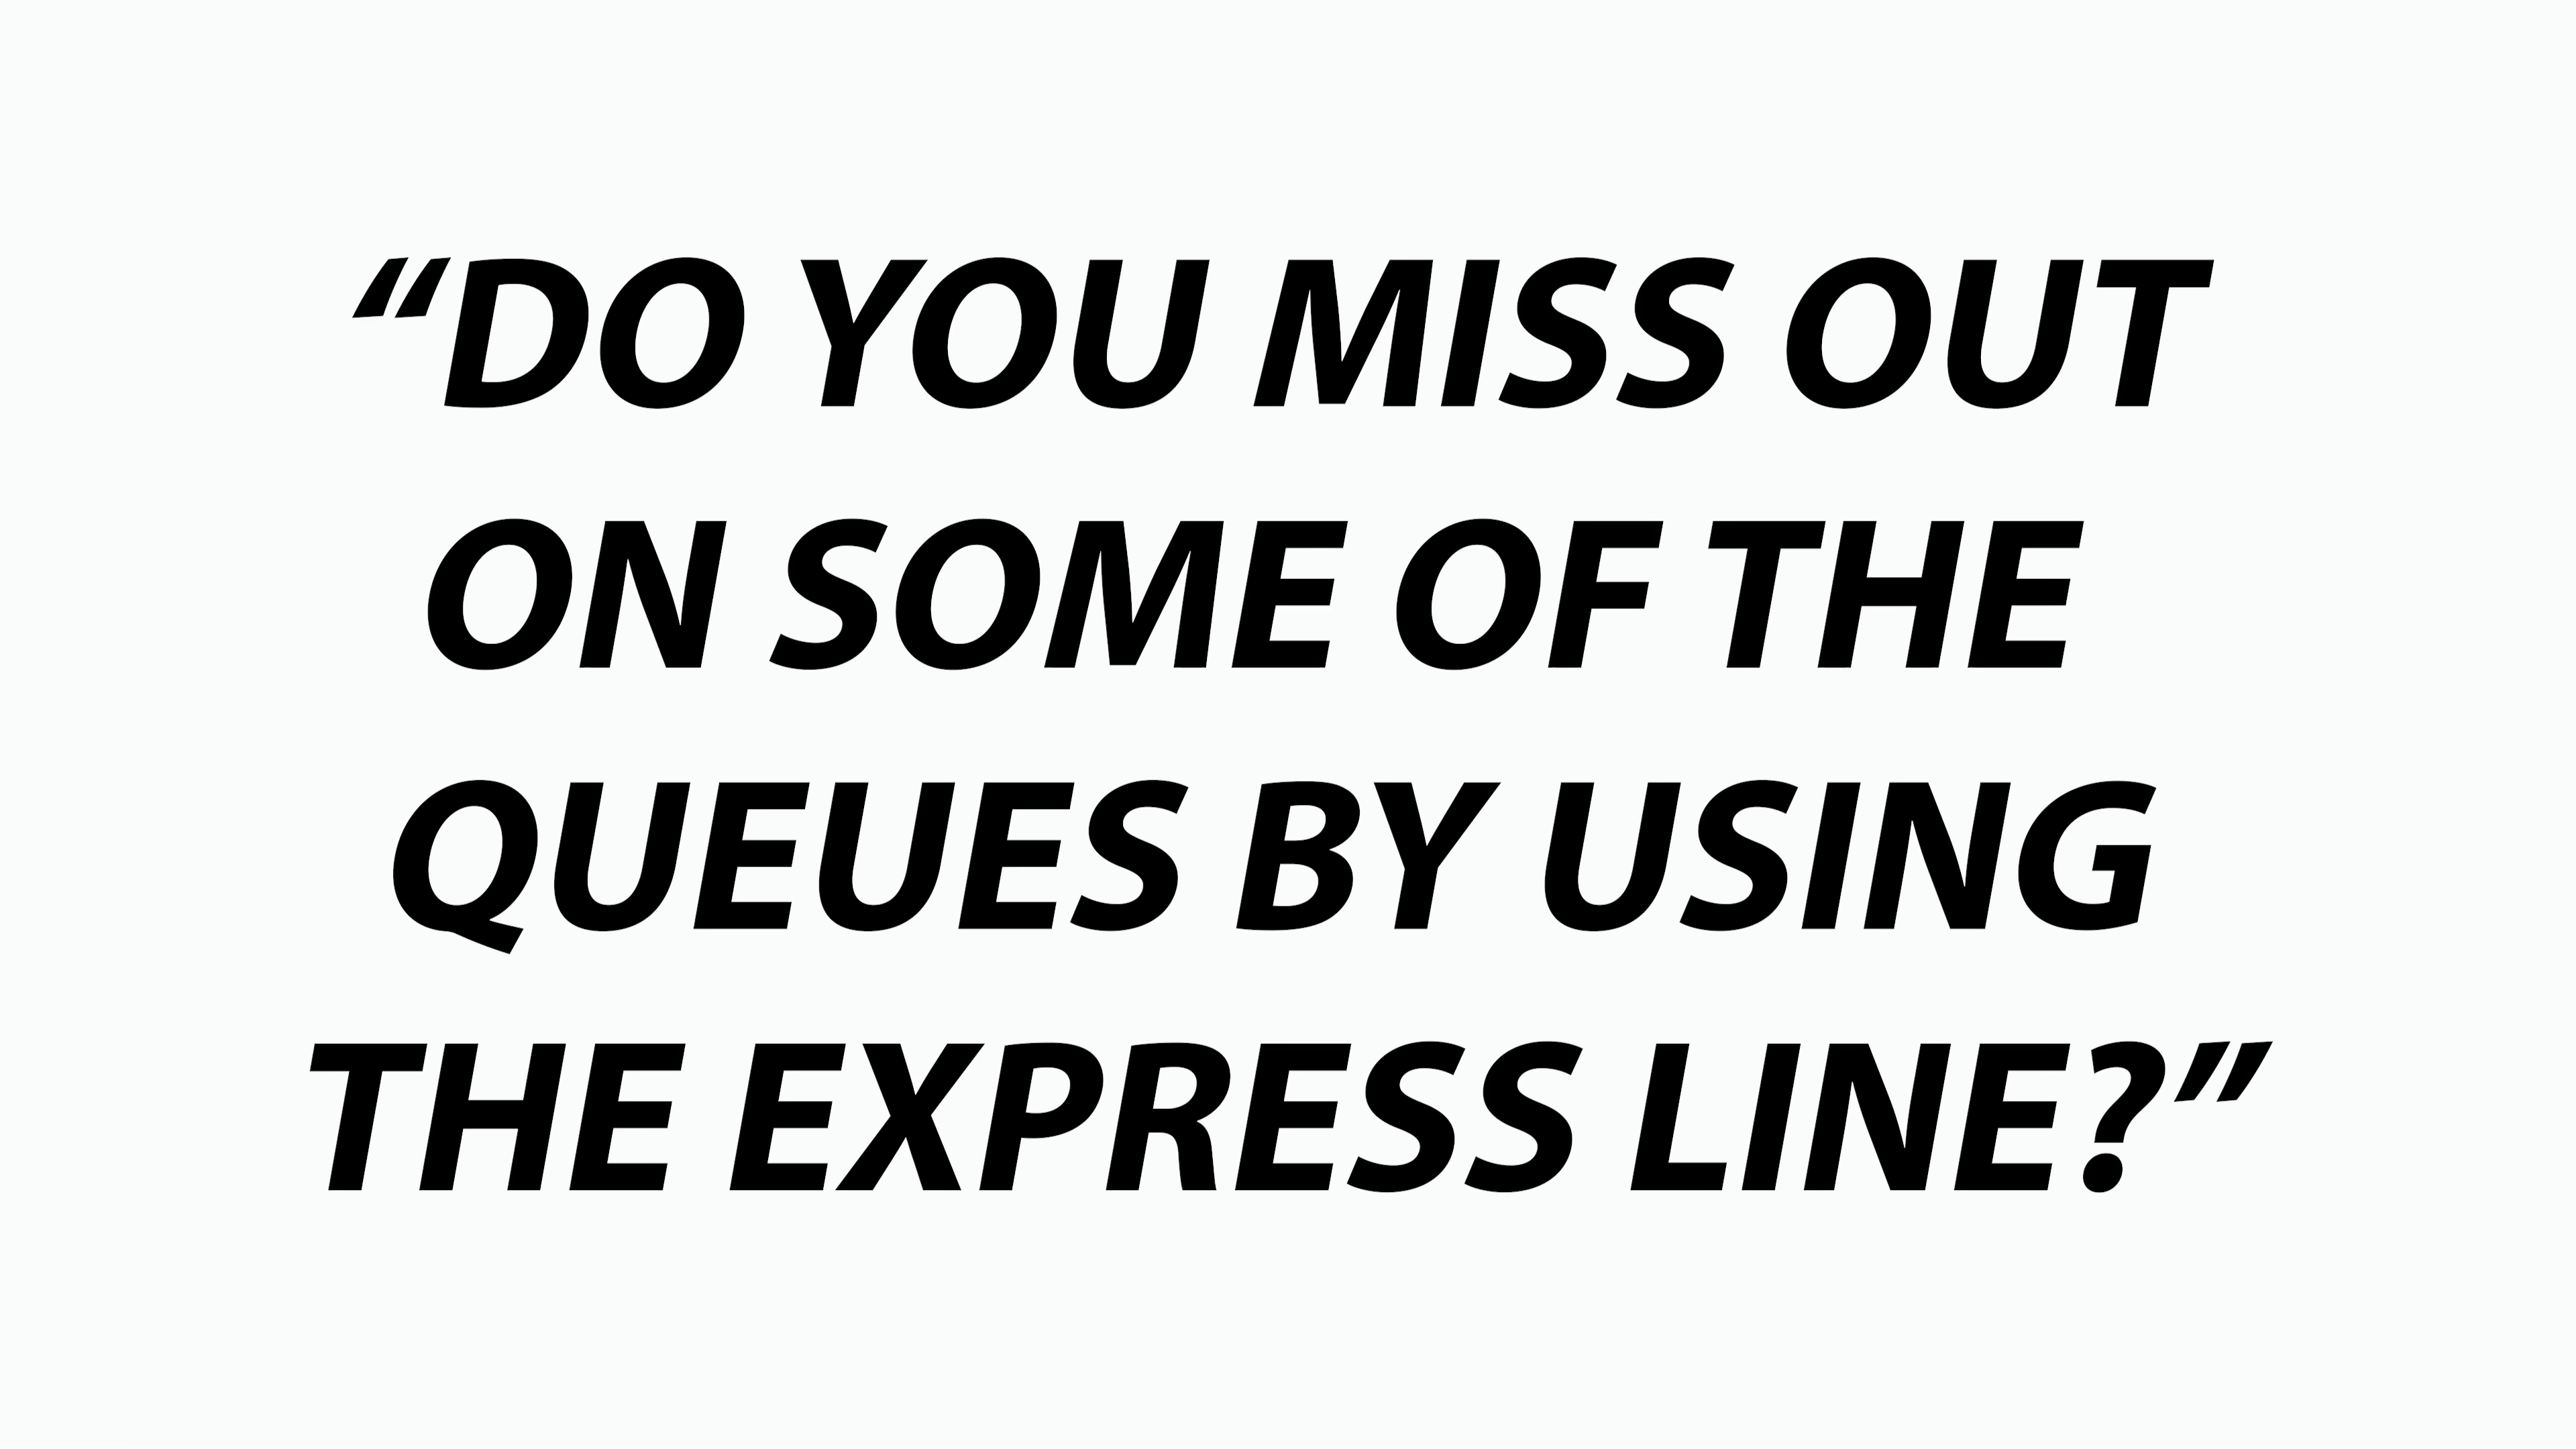 “DO YOU MISS OUT
ON SOME OF THE
QUEUES BY USING
THE EXPRESS LINE?”